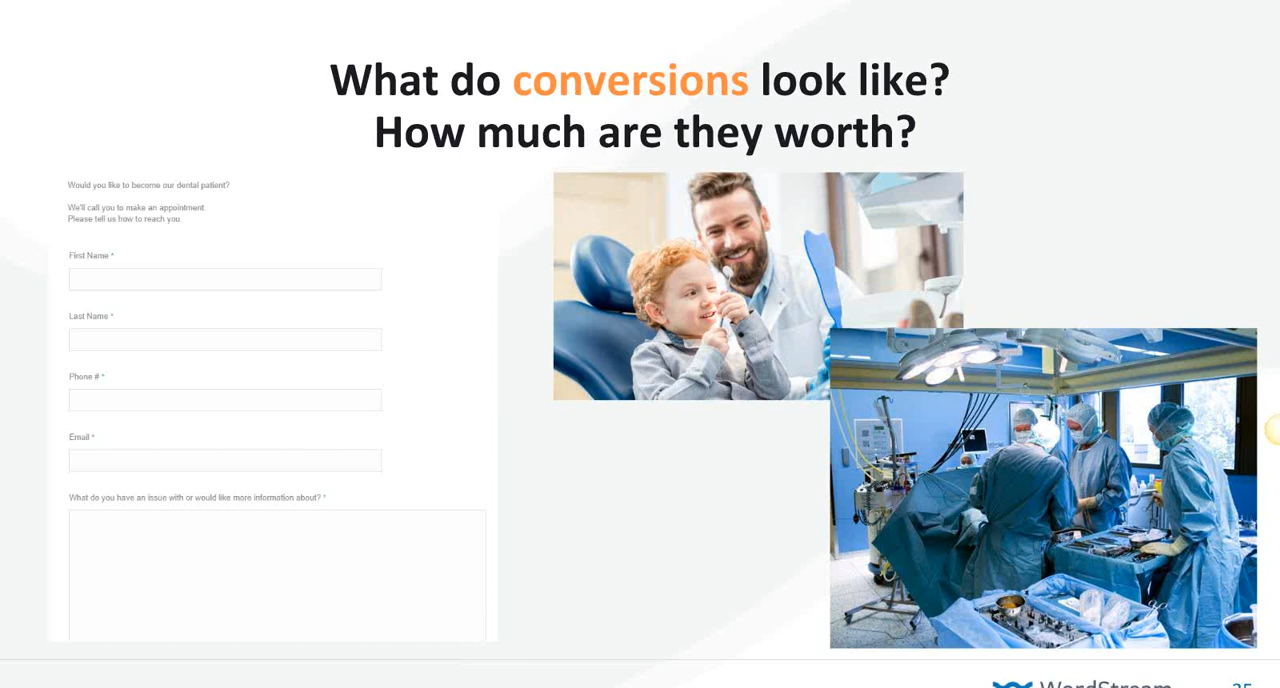 What do conversions look like?
How much are they worth?
Would you like to become our dental patient?
We'll call you to make an appointment
Please tell us how to reach you.
First Name *
Last Name *
Phone # *
Email *
What do you have an issue with or would like more information about? *
WordStream
25